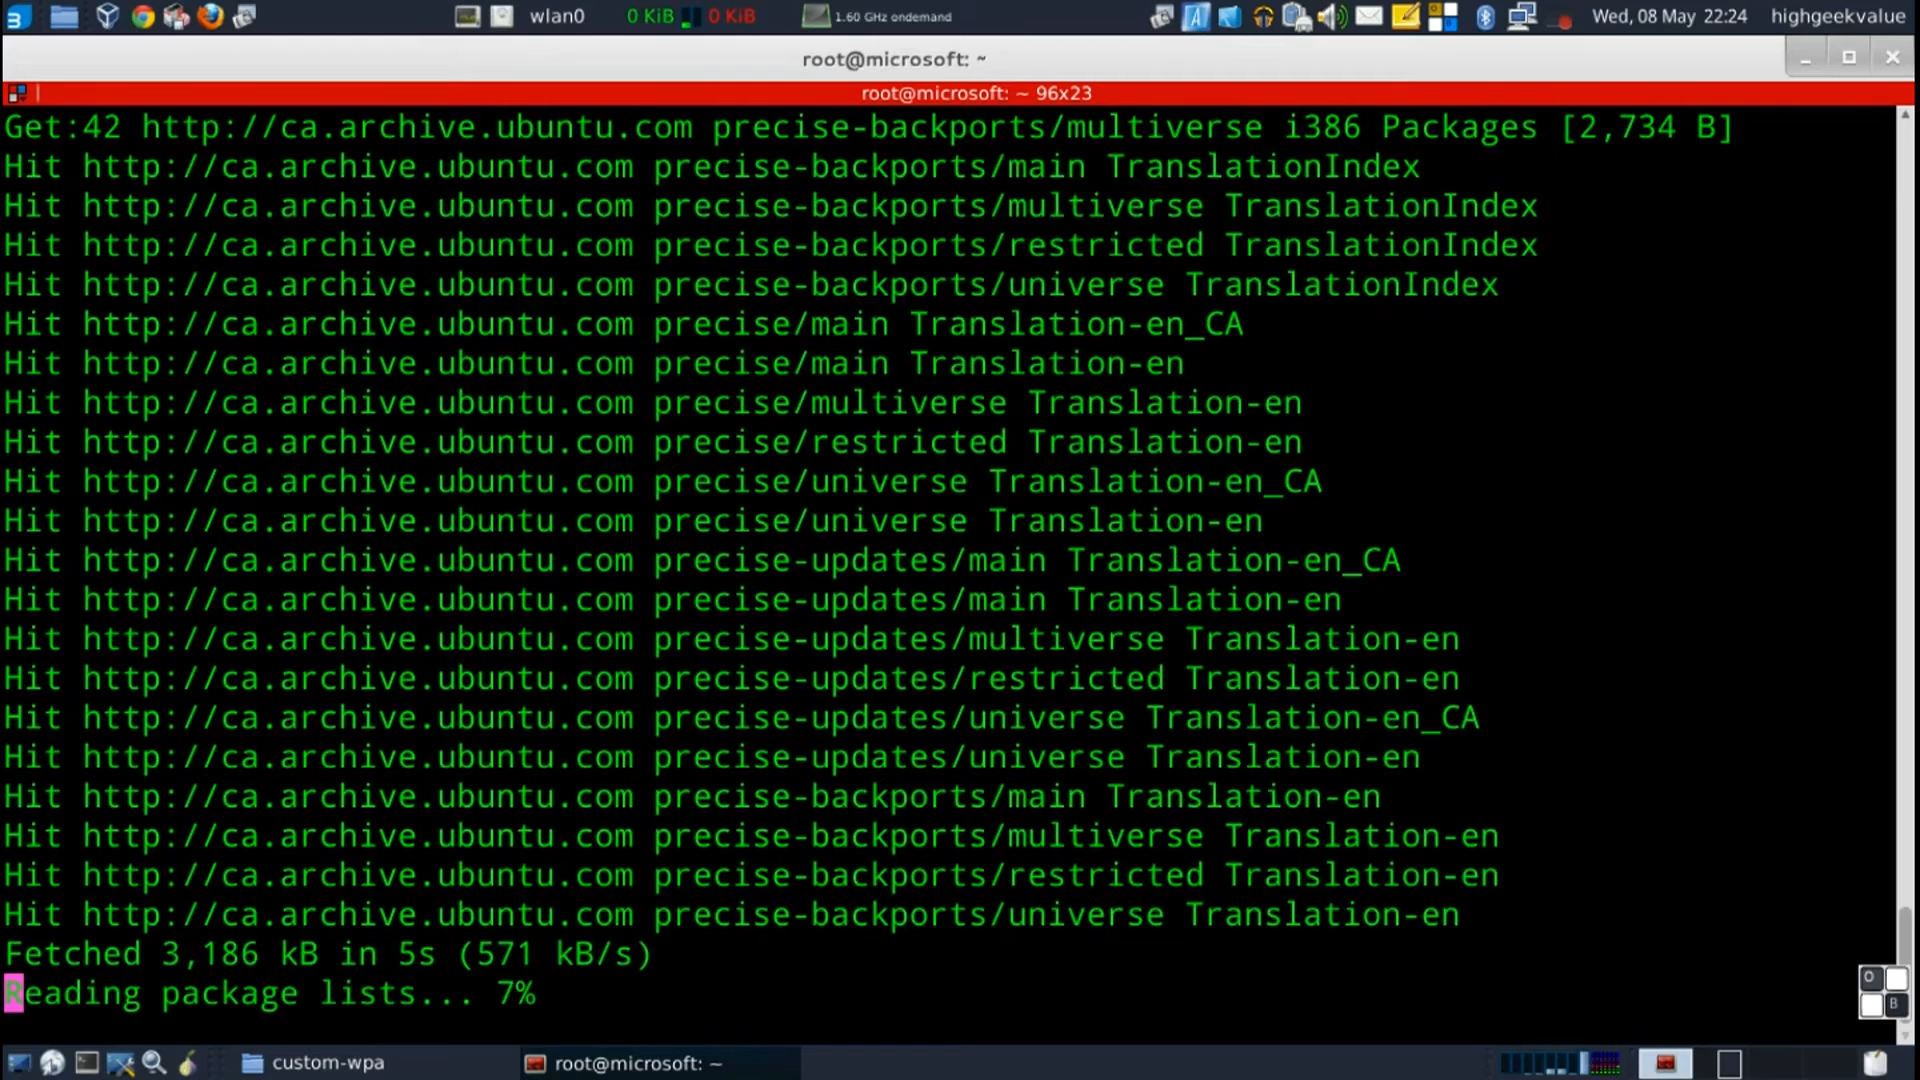 wlan0 0 KiB 0 KiB 1.60 GHz ondemand Wed, 08 May 22:24 highgeekvalue
root@microsoft: ~
root@microsoft: ~ 96x23
Get:42 http://ca.archive.ubuntu.com precise-backports/multiverse i386 Packages [2,734 B]
Hit http://ca.archive.ubuntu.com precise-backports/main TranslationIndex
Hit http://ca.archive.ubuntu.com precise-backports/multiverse TranslationIndex
Hit http://ca.archive.ubuntu.com precise-backports/restricted TranslationIndex
Hit http://ca.archive.ubuntu.com precise-backports/universe TranslationIndex
Hit http://ca.archive.ubuntu.com precise/main Translation-en_CA
Hit http://ca.archive.ubuntu.com precise/main Translation-en
Hit http://ca.archive.ubuntu.com precise/multiverse Translation-en
Hit http://ca.archive.ubuntu.com precise/restricted Translation-en
Hit http://ca.archive.ubuntu.com precise/universe Translation-en_CA
Hit http://ca.archive.ubuntu.com precise/universe Translation-en
Hit http://ca.archive.ubuntu.com precise-updates/main Translation-en_CA
Hit http://ca.archive.ubuntu.com precise-updates/main Translation-en
Hit http://ca.archive.ubuntu.com precise-updates/multiverse Translation-en
Hit http://ca.archive.ubuntu.com precise-updates/restricted Translation-en
Hit http://ca.archive.ubuntu.com precise-updates/universe Translation-en_CA
Hit http://ca.archive.ubuntu.com precise-updates/universe Translation-en
Hit http://ca.archive.ubuntu.com precise-backports/main Translation-en
Hit http://ca.archive.ubuntu.com precise-backports/multiverse Translation-en
Hit http://ca.archive.ubuntu.com precise-backports/restricted Translation-en
Hit http://ca.archive.ubuntu.com precise-backports/universe Translation-en
Fetched 3,186 kB in 5s (571 kB/s)
Reading package lists... 7%
O
B
custom-wpa root@microsoft: ~